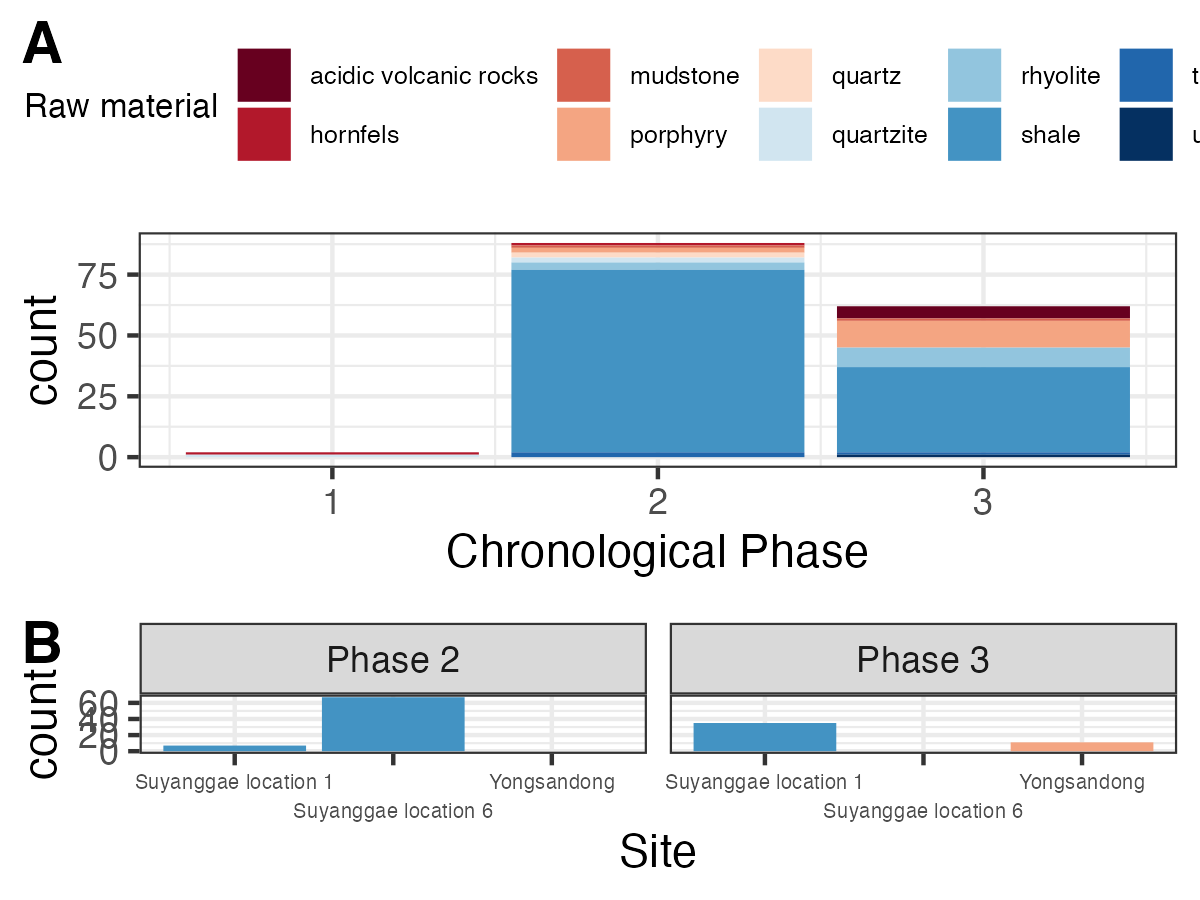 A
Raw material
acidic volcanic rocks mudstone quartz rhyolite
hornfels porphyry quartzite shale
75
50
25
0
count
1 2 3
Chronological Phase
B
Phase 2 Phase 3
count
60
40
20
0
Suyanggae location 1 Yongsandong Suyanggae location 1 Yongsandong
Suyanggae location 6 Suyanggae location 6
Site